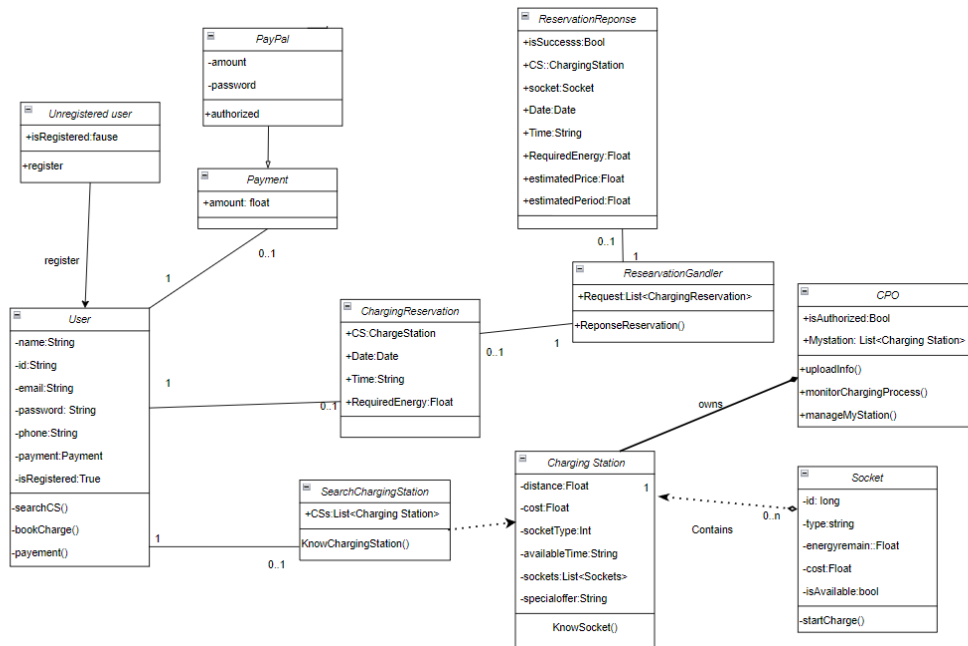 PayPal
-amount
-password
+authorized
ReservationReponse
+isSuccesss:Bool
+CS::ChargingStation
+socket:Socket
+Date:Date
+Time:String
+RequiredEnergy:Float
+estimatedPrice:Float
+estimatedPeriod:Float
Unregistered user
+isRegistered:fause
+register
Payment
+amount: float
register
1
0..1
0..1
1
ResearvationGandler
+Request:List<ChargingReservation>
+ReponseReservation()
User
-name:String
-id:String
-email:String
-password: String
-phone:String
-payment:Payment
-isRegistered:True
-searchCS()
-bookCharge()
-payement()
ChargingReservation
+CS:ChargeStation
+Date:Date
+Time:String
+RequiredEnergy:Float
1
0..1
0..1
1
CPO
+isAuthorized:Bool
+Mystation: List<Charging Station>
+uploadInfo()
+monitorChargingProcess()
+manageMyStation()
owns
SearchChargingStation
+CSs:List<Charging Station>
KnowChargingStation()
1
0..1
Charging Station
-distance:Float
-cost:Float
-socketType:Int
-availableTime:String
-sockets:List<Sockets>
-specialoffer:String
KnowSocket()
1
Contains
0..n
Socket
-id: long
-type:string
-energyremain::Float
-cost:Float
-isAvailable:bool
-startCharge()